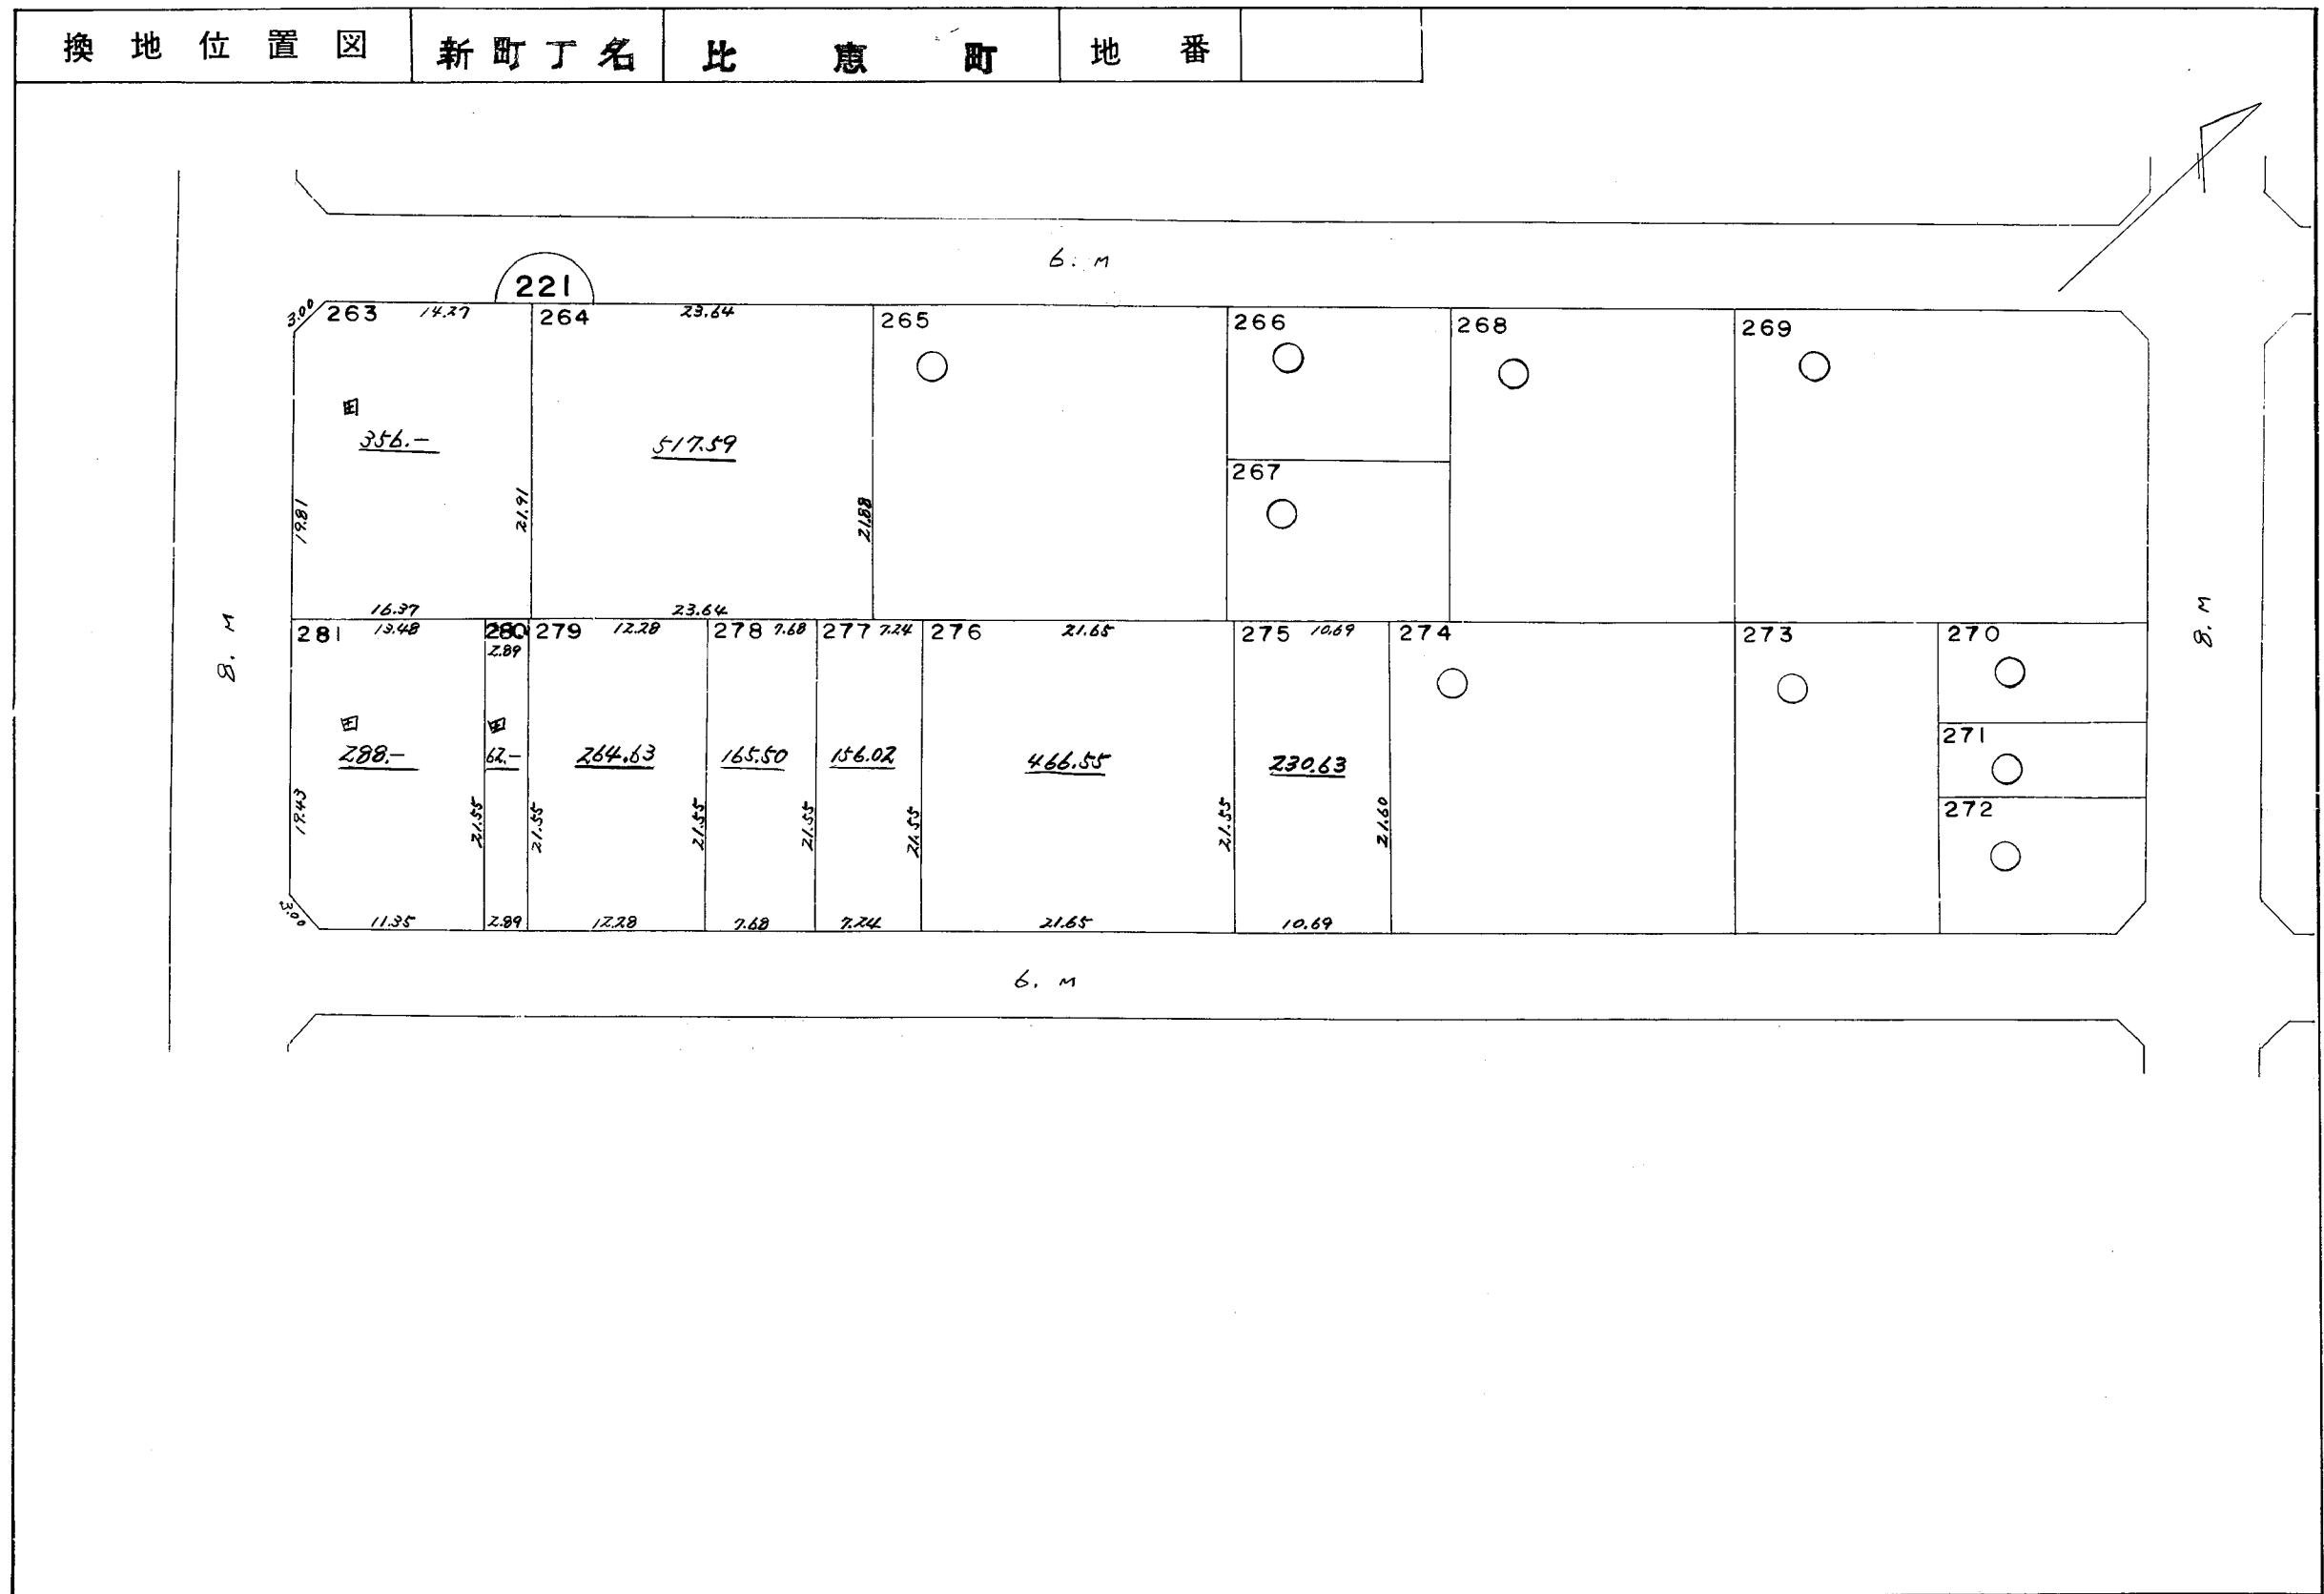 換地位置図 新町丁名 比恵町 地番
6. M
221
3.00 263 14.27 264 23.64 265 266 268 269
田
356.-
517.59
267
19.81 21.91 21.88
16.37 23.64
8. M
8. M
281 13.48 280 279 12.28 278 7.68 277 7.24 276 21.65 275 10.69 274 273 270
2.89
田 田
288.- 62.- 264.63 165.50 156.02 466.55 230.63
271
272
19.43 21.55 21.55 21.55 21.55 21.55 21.55 21.60
3.00 11.35 2.89 12.28 7.68 7.24 21.65 10.69
6. M